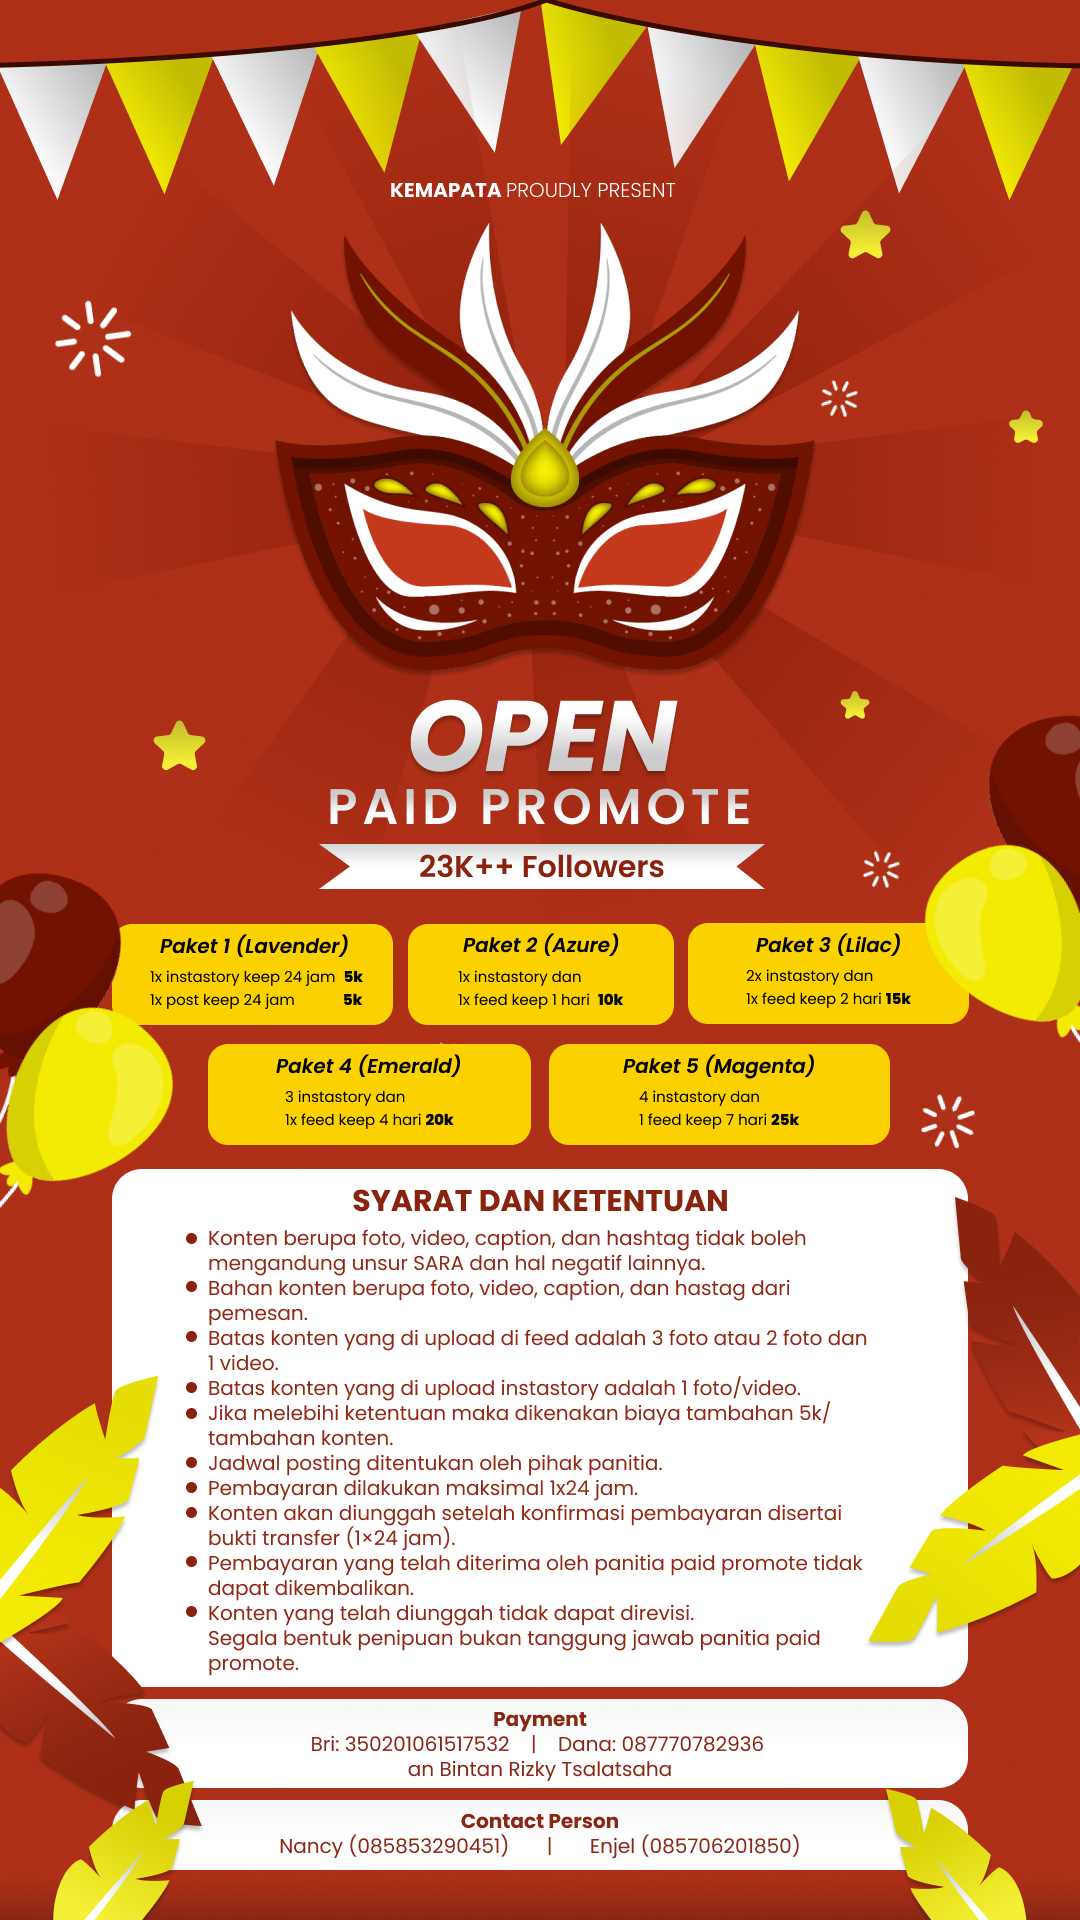 KEMAPATA PROUDLY PRESENT
OPEN
PAID PROMOTE
23K++ Followers
Paket 1 (Lavender)
1x instastory keep 24 jam 5k
1x post keep 24 jam 5k
Paket 2 (Azure)
1x instastory dan
1x feed keep 1 hari 10k
Paket 3 (Lilac)
2x instastory dan
1x feed keep 2 hari 15k
Paket 4 (Emerald)
3 instastory dan
1x feed keep 4 hari 20k
Paket 5 (Magenta)
4 instastory dan
1 feed keep 7 hari 25k
SYARAT DAN KETENTUAN
● Konten berupa foto, video, caption, dan hashtag tidak boleh
mengandung unsur SARA dan hal negatif lainnya.
● Bahan konten berupa foto, video, caption, dan hastag dari
pemesan.
● Batas konten yang di upload di feed adalah 3 foto atau 2 foto dan
1 video.
● Batas konten yang di upload instastory adalah 1 foto/video.
● Jika melebihi ketentuan maka dikenakan biaya tambahan 5k/
tambahan konten.
● Jadwal posting ditentukan oleh pihak panitia.
● Pembayaran dilakukan maksimal 1x24 jam.
● Konten akan diunggah setelah konfirmasi pembayaran disertai
bukti transfer (1×24 jam).
● Pembayaran yang telah diterima oleh panitia paid promote tidak
dapat dikembalikan.
● Konten yang telah diunggah tidak dapat direvisi.
Segala bentuk penipuan bukan tanggung jawab panitia paid
promote.
Payment
Bri: 350201061517532 | Dana: 087770782936
an Bintan Rizky Tsalatsaha
Contact Person
Nancy (085853290451) | Enjel (085706201850)